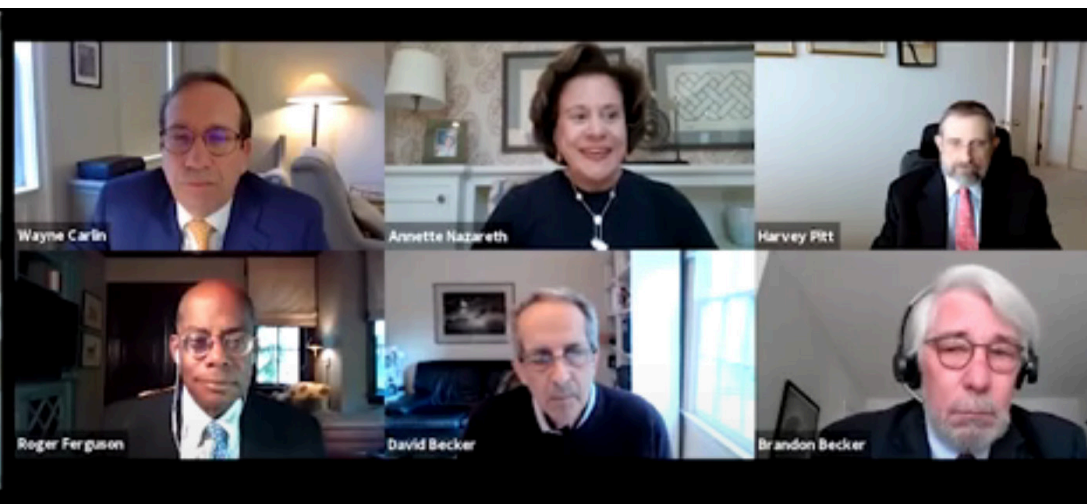 Wayne Carlin
Annette Nazareth
Harvey Pitt
Roger Ferguson
David Becker
Brandon Becker